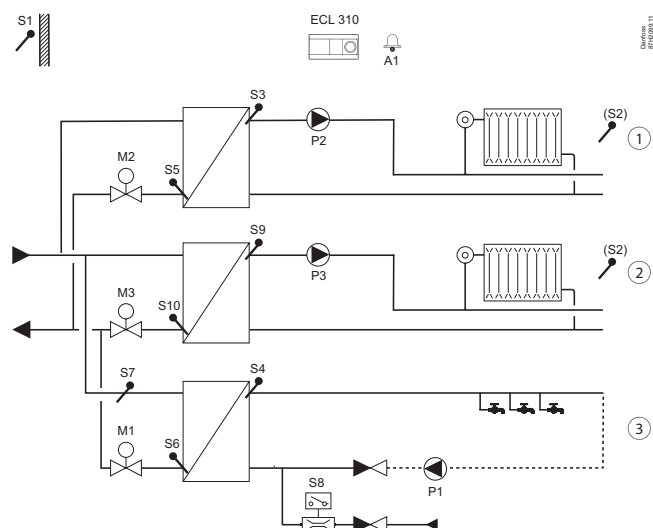 S1
ECL 310
A1
Danfoss
87H2099.11
S3
(S2)
1
P2
M2
S5
S9
(S2)
2
P3
M3
S10
S7
S4
3
M1
S6
P1
S8